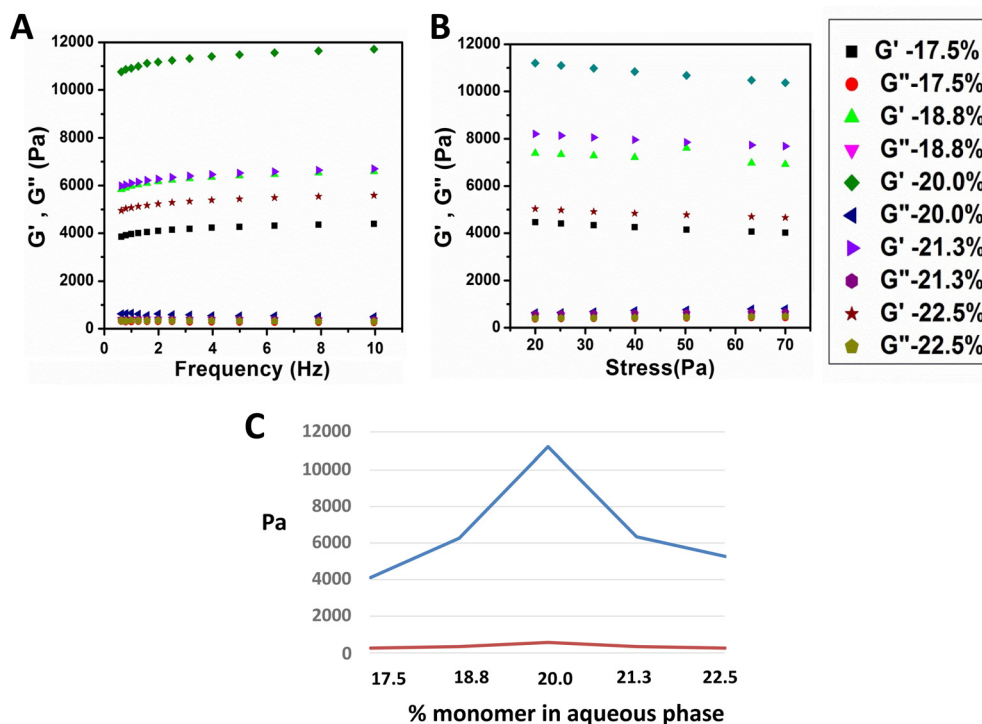 A
12000
10000
8000
6000
4000
2000
0
G' , G" (Pa)
0 2 4 6 8 10
Frequency (Hz)
B
12000
10000
8000
6000
4000
2000
0
G' , G" (Pa)
20 30 40 50 60 70
Stress(Pa)
G' -17.5%
G"-17.5%
G' -18.8%
G"-18.8%
G' -20.0%
G"-20.0%
G' -21.3%
G"-21.3%
G' -22.5%
G"-22.5%
C
12000
10000
8000
6000
4000
2000
0
Pa
17.5 18.8 20.0 21.3 22.5
% monomer in aqueous phase